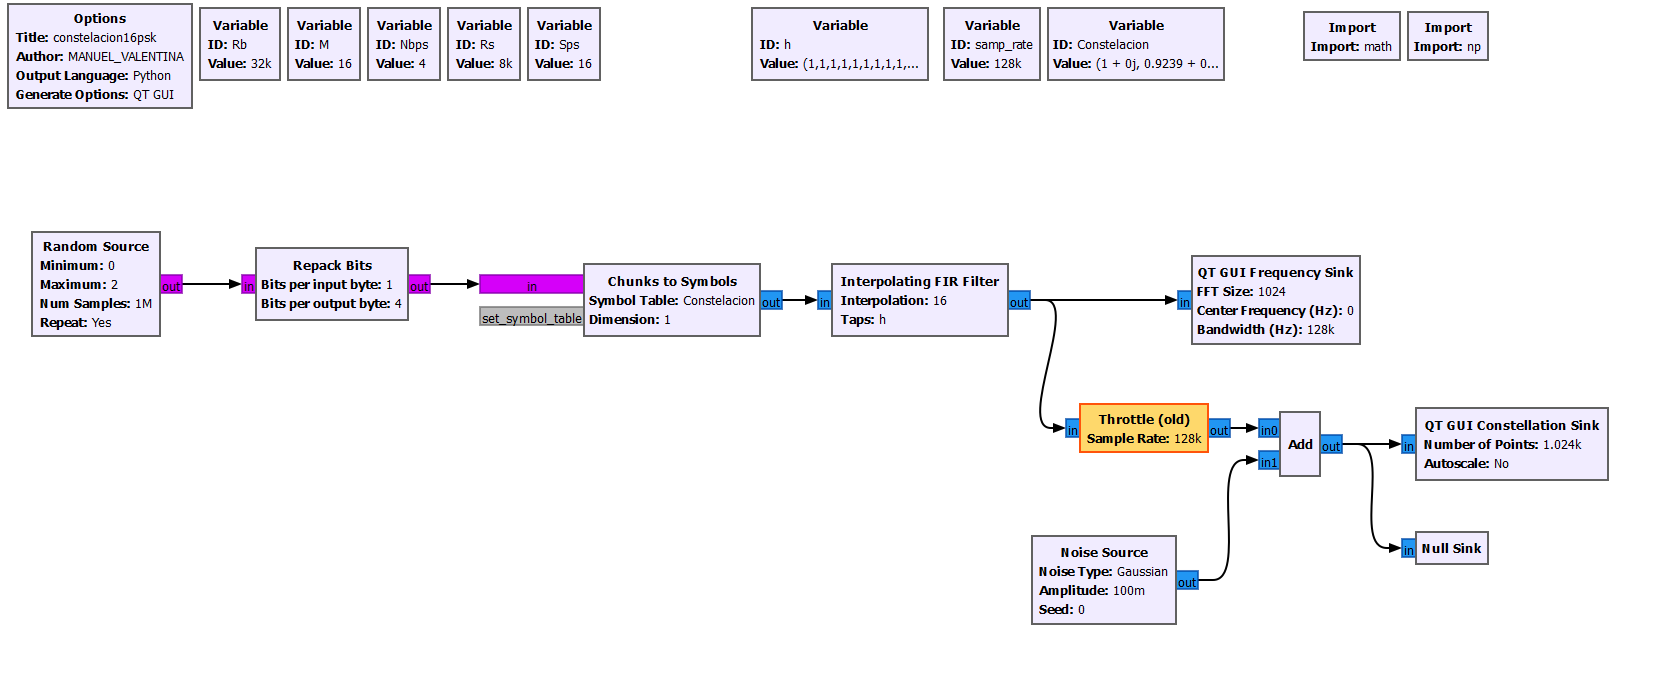 Options
Title: constelacion16psk
Author: MANUEL_VALENTINA
Output Language: Python
Generate Options: QT GUI
Variable
ID: Rb
Value: 32k
Variable
ID: M
Value: 16
Variable
ID: Nbps
Value: 4
Variable
ID: Rs
Value: 8k
Variable
ID: Sps
Value: 16
Variable
ID: h
Value: (1,1,1,1,1,1,1,1,1,...
Variable
ID: samp_rate
Value: 128k
Variable
ID: Constelacion
Value: (1 + 0j, 0.9239 + 0...
Import
Import: math
Import
Import: np
Random Source
Minimum: 0
Maximum: 2
Num Samples: 1M
Repeat: Yes
out
in
Repack Bits
Bits per input byte: 1
Bits per output byte: 4
out
in
set_symbol_table
Chunks to Symbols
Symbol Table: Constelacion
Dimension: 1
out
in
Interpolating FIR Filter
Interpolation: 16
Taps: h
out
in
QT GUI Frequency Sink
FFT Size: 1024
Center Frequency (Hz): 0
Bandwidth (Hz): 128k
in
Throttle (old)
Sample Rate: 128k
out
in0
in1
Add
out
in
QT GUI Constellation Sink
Number of Points: 1.024k
Autoscale: No
in
Null Sink
Noise Source
Noise Type: Gaussian
Amplitude: 100m
Seed: 0
out